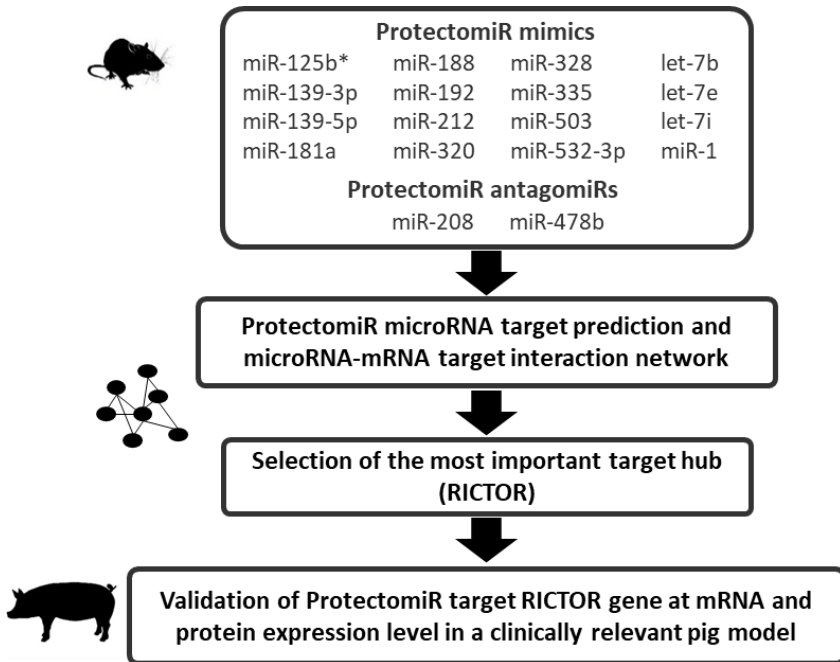 ProtectomiR mimics
miR-125b* miR-188 miR-328 let-7b
miR-139-3p miR-192 miR-335 let-7e
miR-139-5p miR-212 miR-503 let-7i
miR-181a miR-320 miR-532-3p miR-1
ProtectomiR antagomiRs
miR-208 miR-478b
ProtectomiR microRNA target prediction and
microRNA-mRNA target interaction network
Selection of the most important target hub
(RICTOR)
Validation of ProtectomiR target RICTOR gene at mRNA and
protein expression level in a clinically relevant pig model